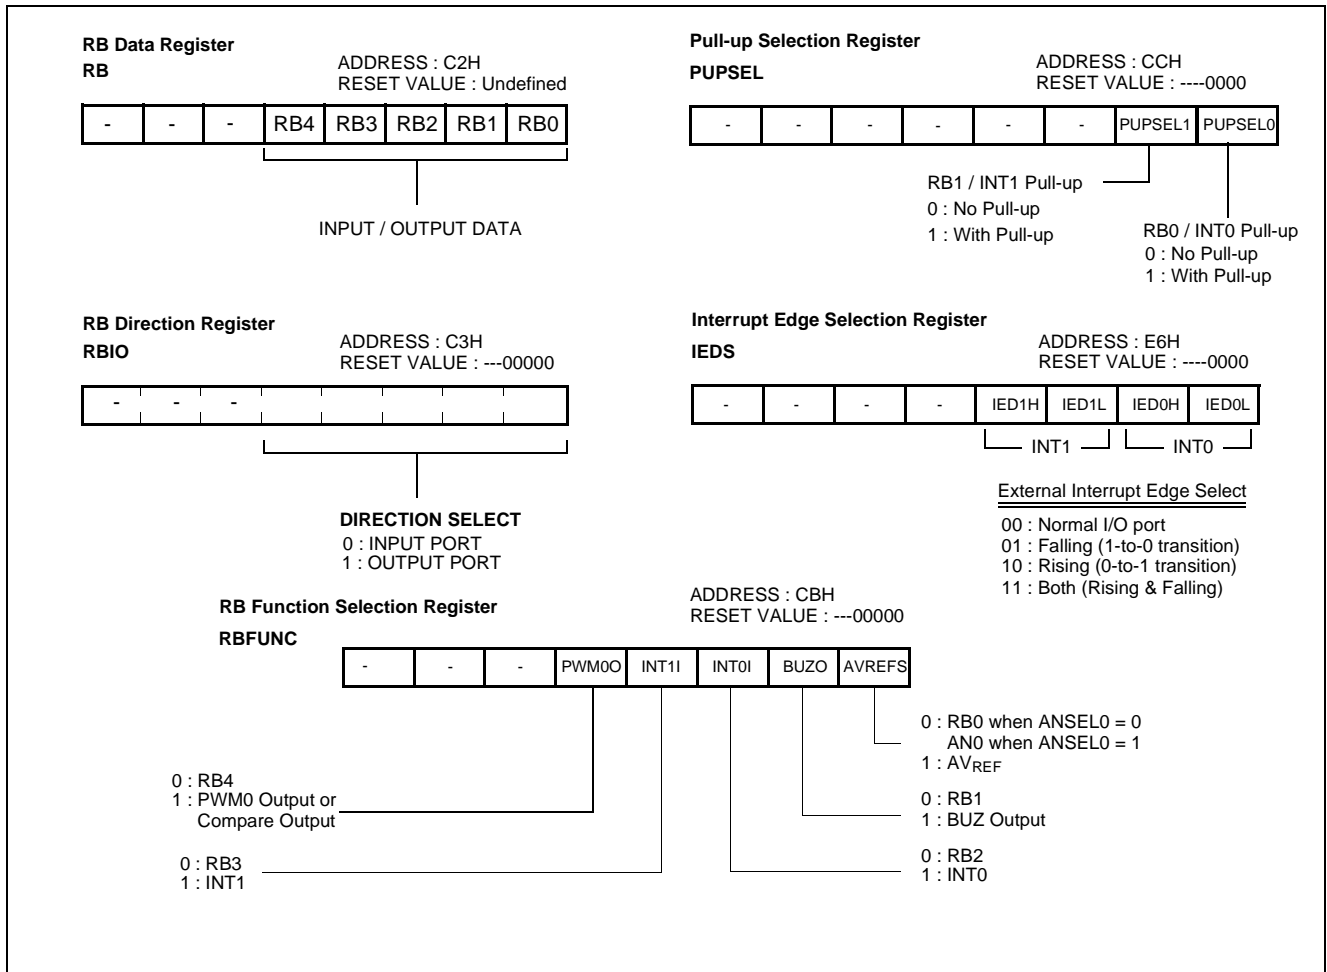 RB Data Register
RB
ADDRESS : C2H
RESET VALUE : Undefined
- - - RB4 RB3 RB2 RB1 RB0
INPUT / OUTPUT DATA
Pull-up Selection Register
PUPSEL
ADDRESS : CCH
RESET VALUE : ----0000
- - - - - - PUPSEL1 PUPSEL0
RB1 / INT1 Pull-up
0 : No Pull-up
1 : With Pull-up
RB0 / INT0 Pull-up
0 : No Pull-up
1 : With Pull-up
RB Direction Register
RBIO
ADDRESS : C3H
RESET VALUE : ---00000
- - -
DIRECTION SELECT
0 : INPUT PORT
1 : OUTPUT PORT
Interrupt Edge Selection Register
IEDS
ADDRESS : E6H
RESET VALUE : ----0000
- - - - IED1H IED1L IED0H IED0L
INT1 INT0
External Interrupt Edge Select
00 : Normal I/O port
01 : Falling (1-to-0 transition)
10 : Rising (0-to-1 transition)
11 : Both (Rising & Falling)
RB Function Selection Register
RBFUNC
ADDRESS : CBH
RESET VALUE : ---00000
- - - PWM0O INT1I INT0I BUZO AVREFS
0 : RB4
1 : PWM0 Output or
Compare Output
0 : RB3
1 : INT1
0 : RB0 when ANSEL0 = 0
AN0 when ANSEL0 = 1
1 : AVREF
0 : RB1
1 : BUZ Output
0 : RB2
1 : INT0